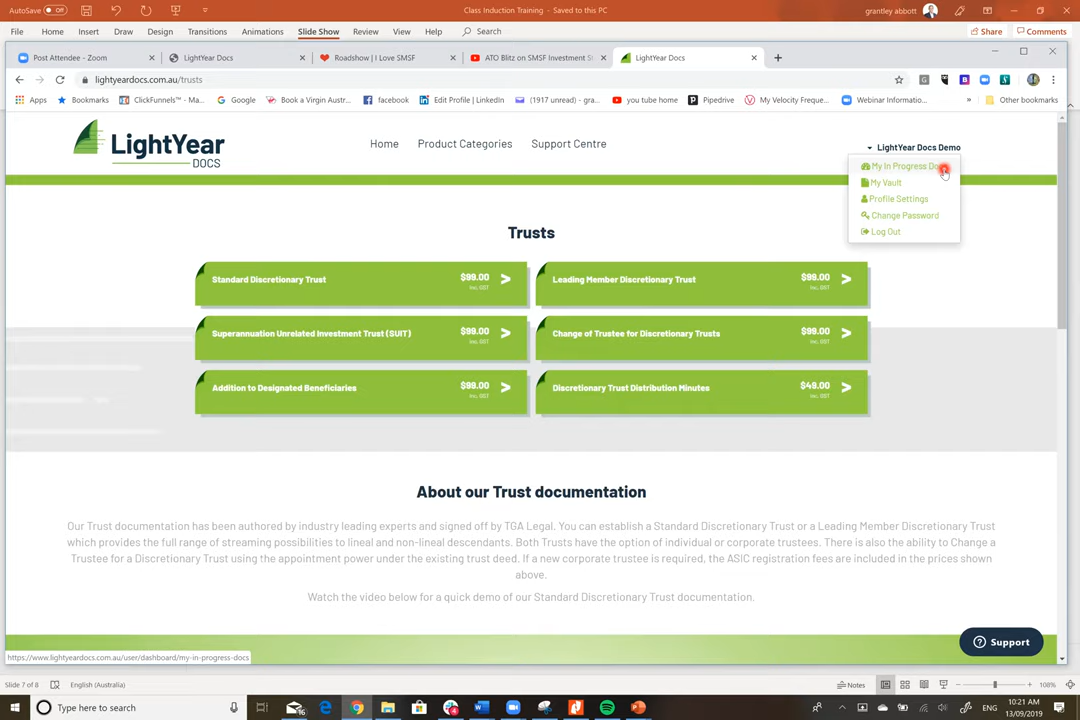 AutoSave Off
Class Induction Training - Saved to this PC
grantley abbott
File Home Insert Draw Design Transitions Animations Slide Show Review View Help Search
Share Comments
Post Attendee - Zoom
LightYear Docs
Roadshow | I Love SMSF
ATO Blitz on SMSF Investment St
LightYear Docs
lightyeardocs.com.au/trusts
Apps Bookmarks ClickFunnels™ - Ma... Google Book a Virgin Austr... facebook Edit Profile | LinkedIn (1917 unread) - gra... you tube home Pipedrive My Velocity Freque... Webinar Informatio... » Other bookmarks
LightYear
DOCS
Home Product Categories Support Centre
LightYear Docs Demo
My In Progress Do
My Vault
Profile Settings
Change Password
Log Out
Trusts
Standard Discretionary Trust $99.00 >
Inc. GST
Leading Member Discretionary Trust $99.00 >
Inc. GST
Superannuation Unrelated Investment Trust (SUIT) $99.00 >
Inc. GST
Change of Trustee for Discretionary Trusts $99.00 >
Inc. GST
Addition to Designated Beneficiaries $99.00 >
Inc. GST
Discretionary Trust Distribution Minutes $49.00 >
Inc. GST
About our Trust documentation
Our Trust documentation has been authored by industry leading experts and signed off by TGA Legal. You can establish a Standard Discretionary Trust or a Leading Member Discretionary Trust
which provides the full range of streaming possibilities to lineal and non-lineal descendants. Both Trusts have the option of individual or corporate trustees. There is also the ability to Change a
Trustee for a Discretionary Trust using the appointment power under the existing trust deed. If a new corporate trustee is required, the ASIC registration fees are included in the prices shown
above.
Watch the video below for a quick demo of our Standard Discretionary Trust documentation.
Support
https://www.lightyeardocs.com.au/user/dashboard/my-in-progress-docs
Slide 7 of 8 English (Australia)
Notes
108%
Type here to search
ENG
10:21 AM
13/09/2019